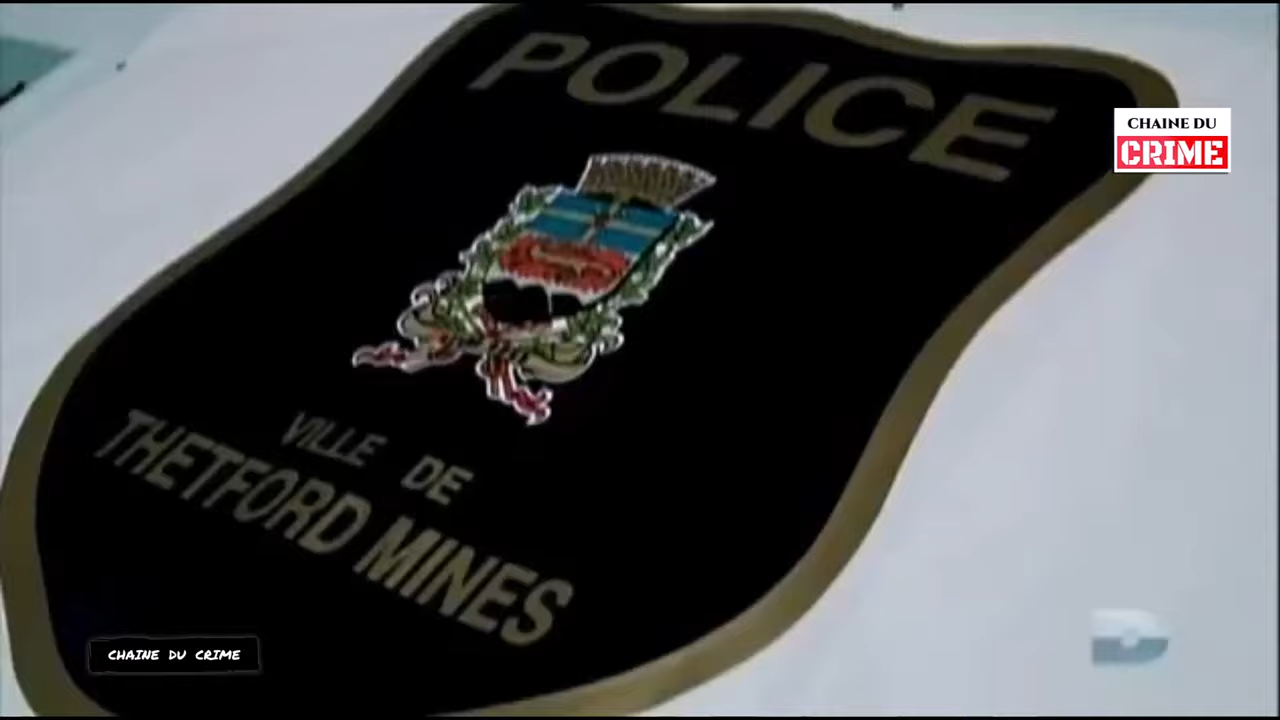 POLICE
CHAINE DU
CRIME
VILLE DE
THETFORD MINES
CHAINE DU CRIME